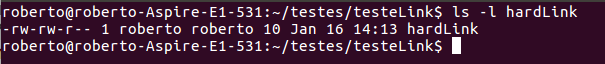 roberto@roberto-Aspire-E1-531:~/testes/testeLink$ ls -l hardLink
-rw-rw-r-- 1 roberto roberto 10 Jan 16 14:13 hardLink
roberto@roberto-Aspire-E1-531:~/testes/testeLink$